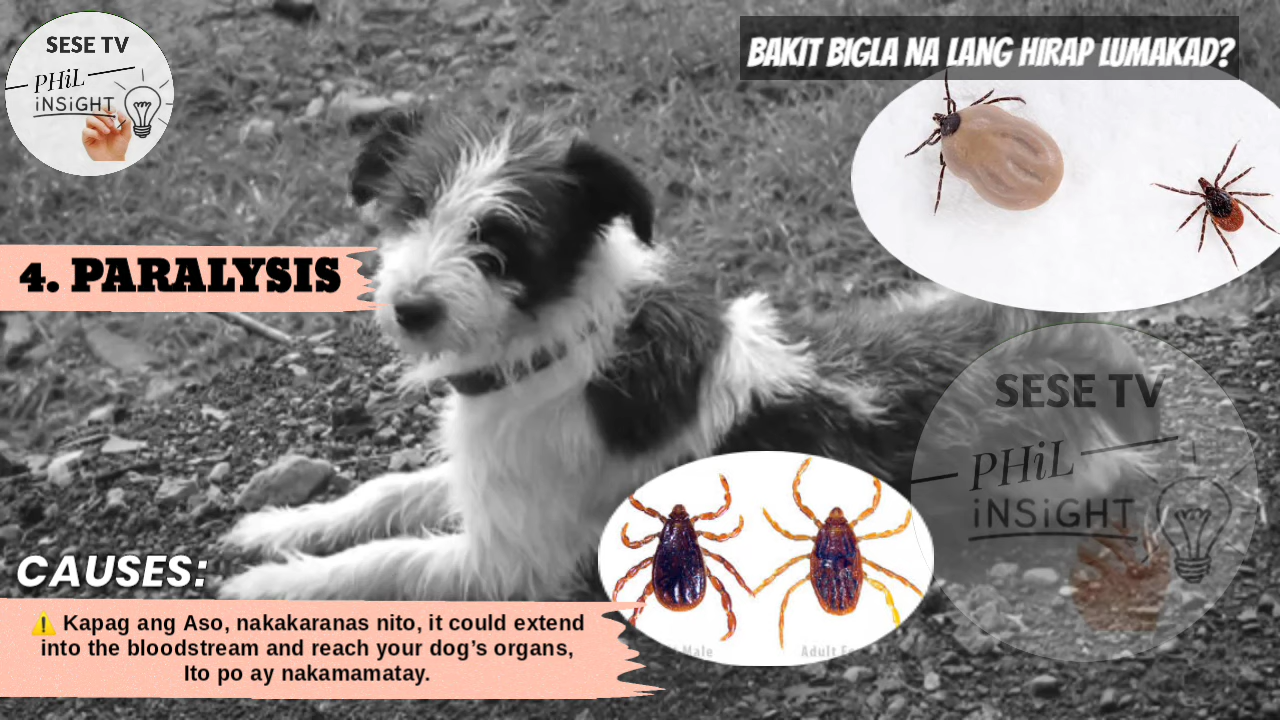 SESE TV
PHiL
iNSiGHT
BAKIT BIGLA NA LANG HIRAP LUMAKAD?
4. PARALYSIS
SESE TV
PHiL
iNSiGHT
CAUSES:
⚠️ Kapag ang Aso, nakakaranas nito, it could extend
into the bloodstream and reach your dog's organs,
Ito po ay nakamamatay.
Male
Adult